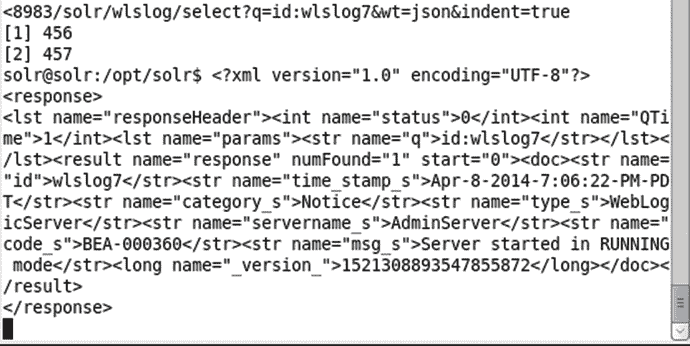 <8983/solr/wlslog/select?q=id:wlslog7&wt=json&indent=true
[1] 456
[2] 457
solr@solr:/opt/solr$ <?xml version="1.0" encoding="UTF-8"?>
<response>
<lst name="responseHeader"><int name="status">0</int><int name="QTi
me">1</int><lst name="params"><str name="q">id:wlslog7</str></lst><
/lst><result name="response" numFound="1" start="0"><doc><str name=
"id">wlslog7</str><str name="time_stamp_s">Apr-8-2014-7:06:22-PM-PD
T</str><str name="category_s">Notice</str><str name="type_s">WebLog
icServer</str><str name="servername_s">AdminServer</str><str name="
code_s">BEA-000360</str><str name="msg_s">Server started in RUNNING
 mode</str><long name="_version_">1521308893547855872</long></doc><
/result>
</response>